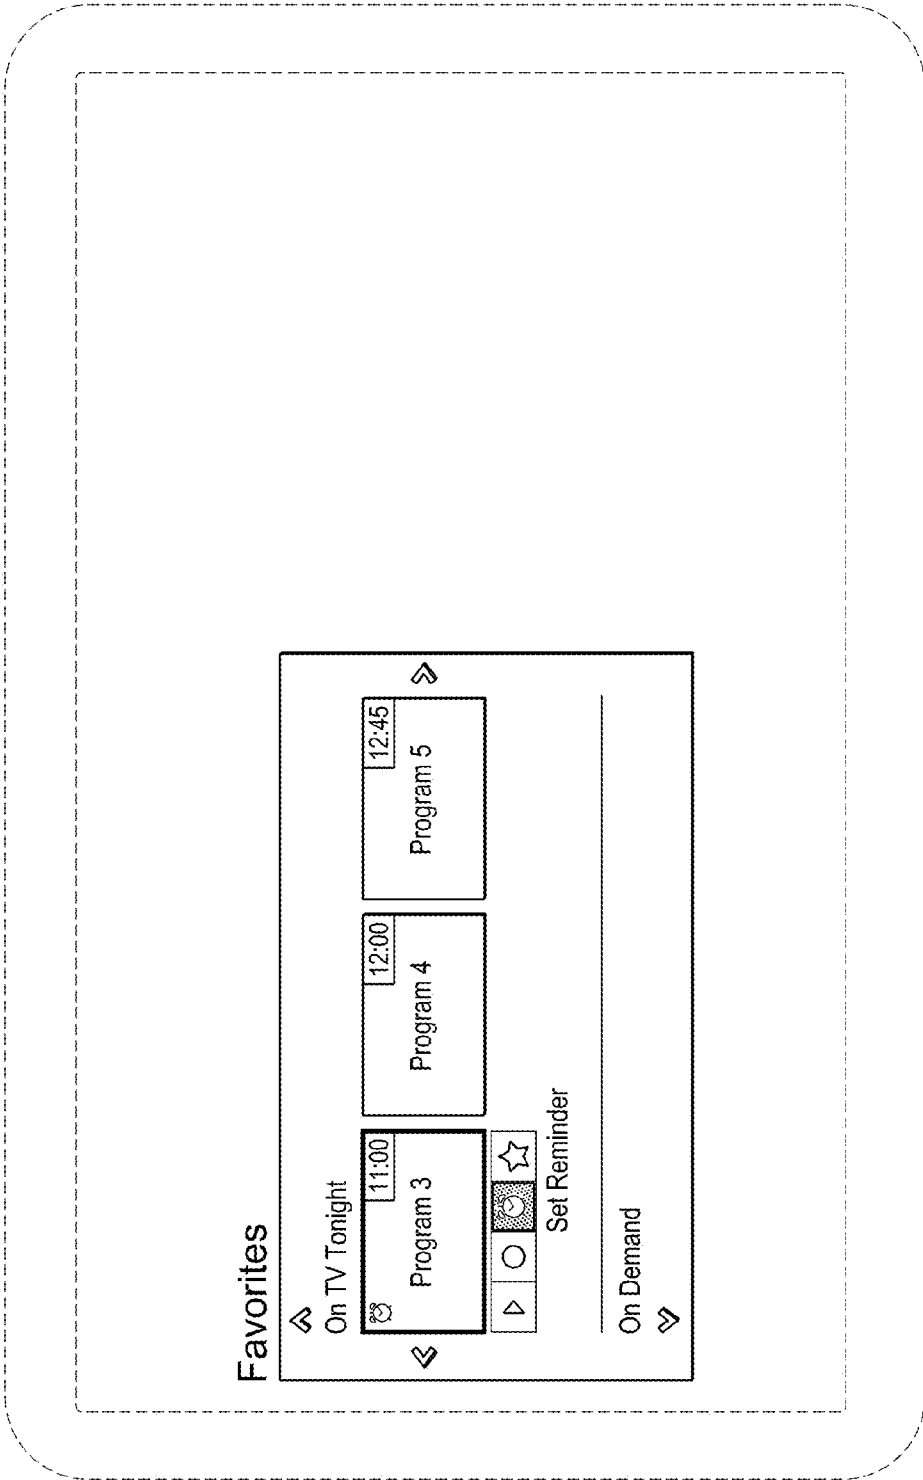 Favorites
On TV Tonight
11:00
Program 3
12:00
Program 4
12:45
Program 5
Set Reminder
On Demand